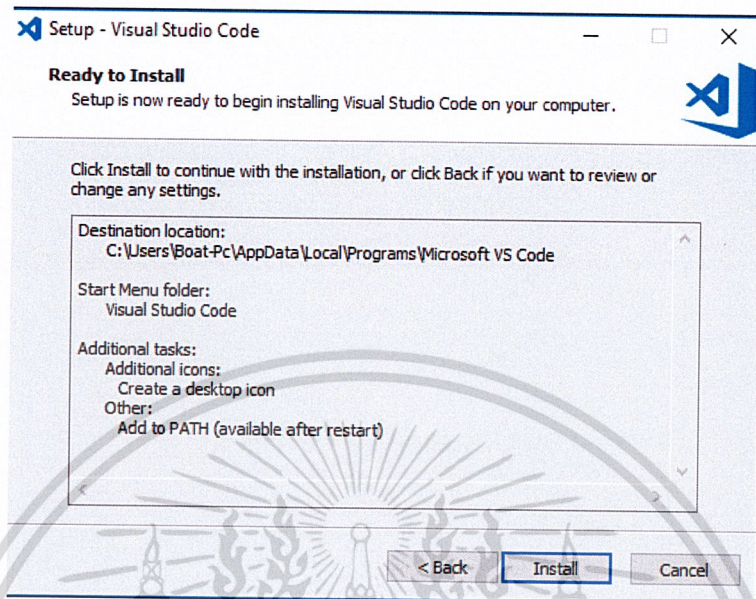 Setup - Visual Studio Code
Ready to Install
Setup is now ready to begin installing Visual Studio Code on your computer.
Click Install to continue with the installation, or click Back if you want to review or
change any settings.
Destination location:
C:\Users\Boat-Pc\AppData\Local\Programs\Microsoft VS Code
Start Menu folder:
Visual Studio Code
Additional tasks:
Additional icons:
Create a desktop icon
Other:
Add to PATH (available after restart)
< Back
Install
Cancel